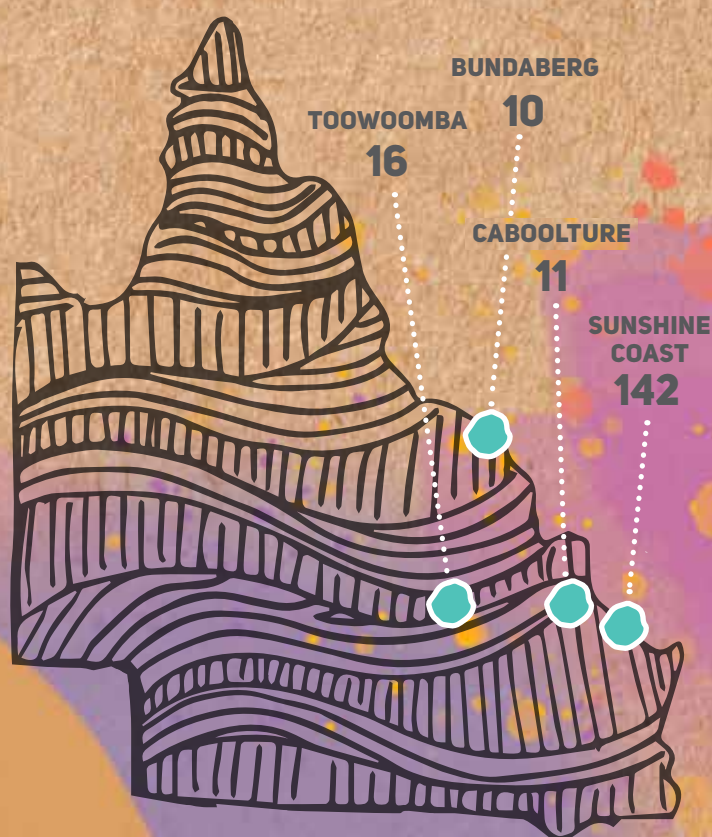 BUNDABERG
10
TOOWOOMBA
16
CABOOLTURE
11
SUNSHINE
COAST
142